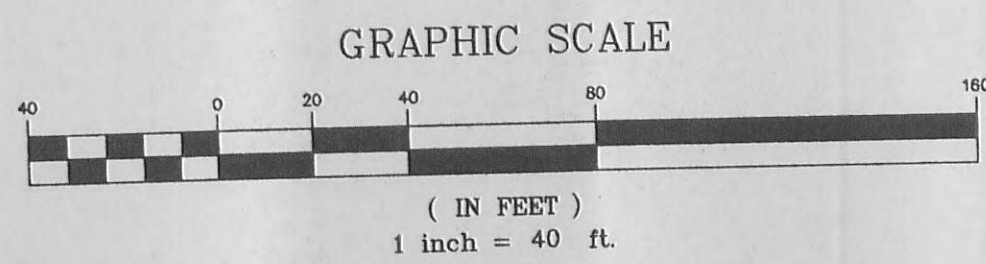 GRAPHIC SCALE
40 0 20 40 80 160
( IN FEET )
1 inch = 40 ft.